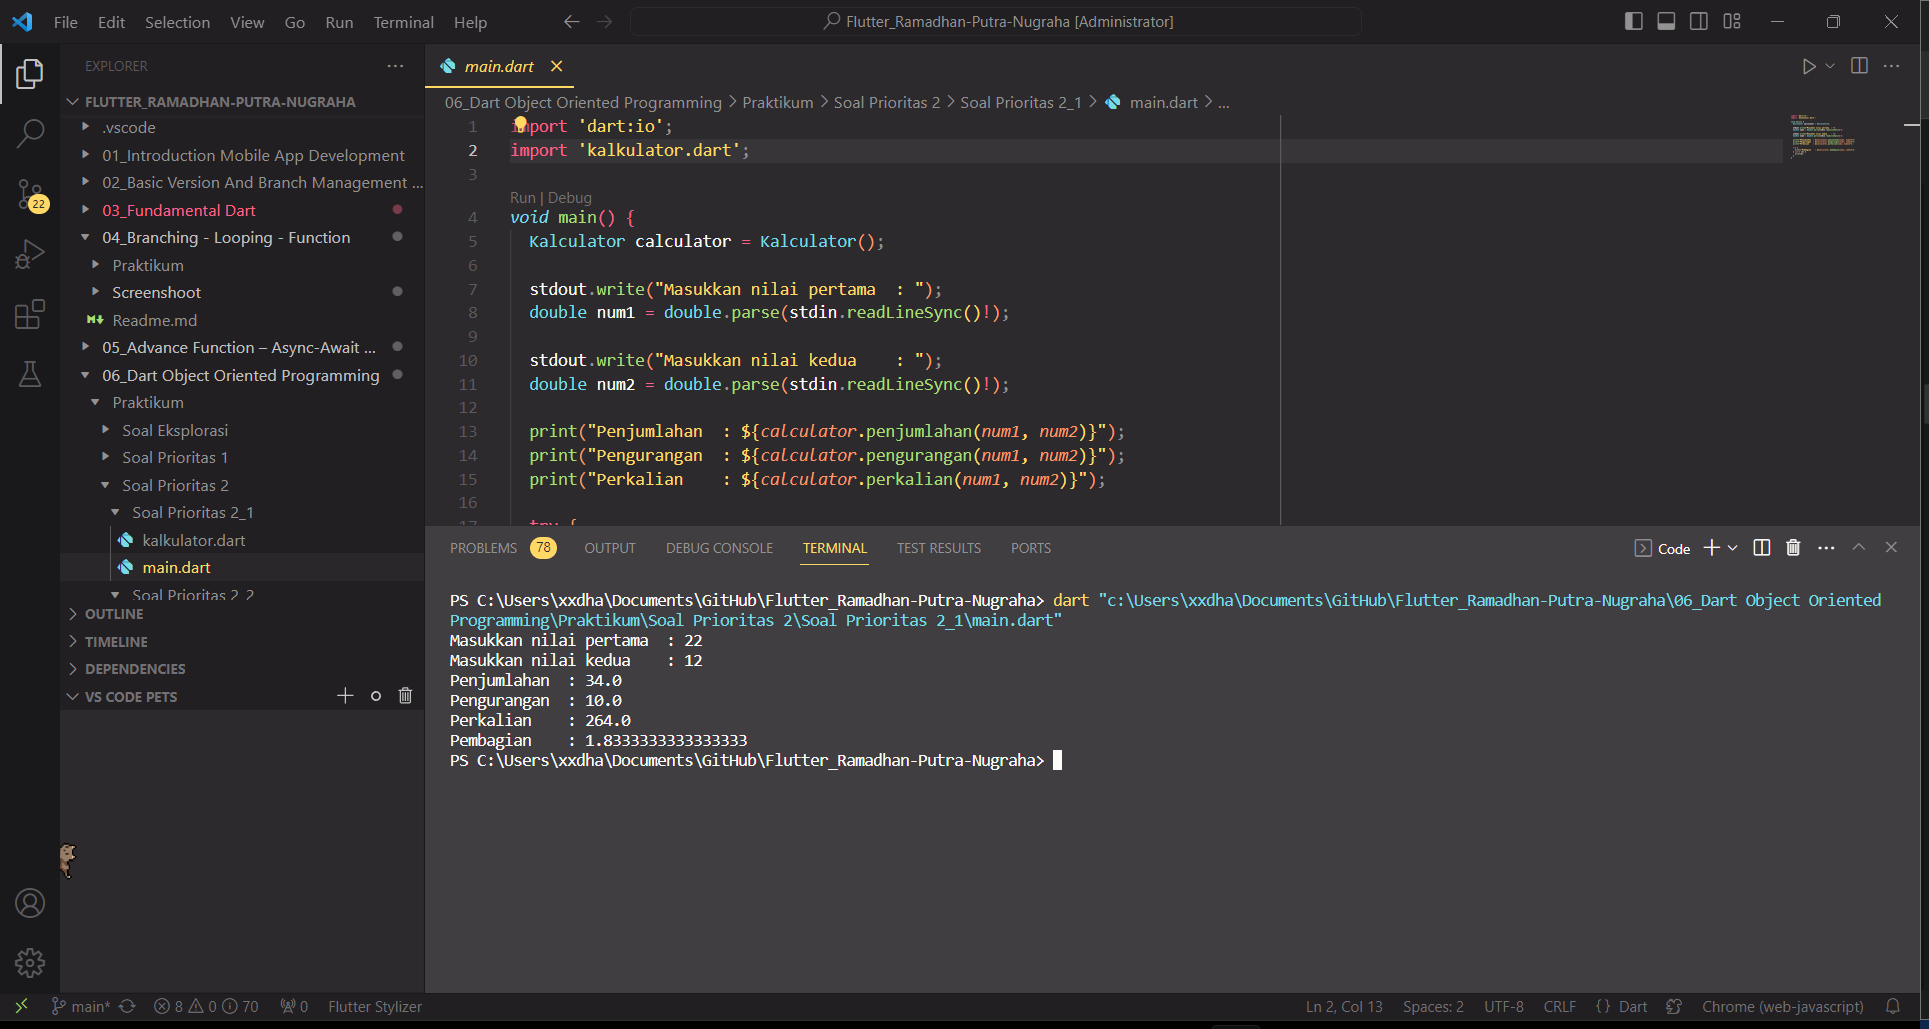 File Edit Selection View Go Run Terminal Help
Flutter_Ramadhan-Putra-Nugraha [Administrator]
EXPLORER
FLUTTER_RAMADHAN-PUTRA-NUGRAHA
.vscode
01_Introduction Mobile App Development
02_Basic Version And Branch Management ...
03_Fundamental Dart
04_Branching - Looping - Function
Praktikum
Screenshoot
Readme.md
05_Advance Function – Async-Await ...
06_Dart Object Oriented Programming
Praktikum
Soal Eksplorasi
Soal Prioritas 1
Soal Prioritas 2
Soal Prioritas 2_1
kalkulator.dart
main.dart
Soal Prioritas 2_2
OUTLINE
TIMELINE
DEPENDENCIES
VS CODE PETS
22
main.dart
06_Dart Object Oriented Programming > Praktikum > Soal Prioritas 2 > Soal Prioritas 2_1 > main.dart > ...
1 import 'dart:io';
2 import 'kalkulator.dart';
3
Run | Debug
4 void main() {
5 Kalculator calculator = Kalculator();
6
7 stdout.write("Masukkan nilai pertama  : ");
8 double num1 = double.parse(stdin.readLineSync()!);
9
10 stdout.write("Masukkan nilai kedua    : ");
11 double num2 = double.parse(stdin.readLineSync()!);
12
13 print("Penjumlahan  : ${calculator.penjumlahan(num1, num2)}");
14 print("Pengurangan  : ${calculator.pengurangan(num1, num2)}");
15 print("Perkalian    : ${calculator.perkalian(num1, num2)}");
16
17 try {
PROBLEMS 78 OUTPUT DEBUG CONSOLE TERMINAL TEST RESULTS PORTS
Code
PS C:\Users\xxdha\Documents\GitHub\Flutter_Ramadhan-Putra-Nugraha> dart "c:\Users\xxdha\Documents\GitHub\Flutter_Ramadhan-Putra-Nugraha\06_Dart Object Oriented
Programming\Praktikum\Soal Prioritas 2\Soal Prioritas 2_1\main.dart"
Masukkan nilai pertama  : 22
Masukkan nilai kedua    : 12
Penjumlahan  : 34.0
Pengurangan  : 10.0
Perkalian    : 264.0
Pembagian    : 1.8333333333333333
PS C:\Users\xxdha\Documents\GitHub\Flutter_Ramadhan-Putra-Nugraha>
main* 8 0 70 0 Flutter Stylizer
Ln 2, Col 13 Spaces: 2 UTF-8 CRLF {} Dart Chrome (web-javascript)